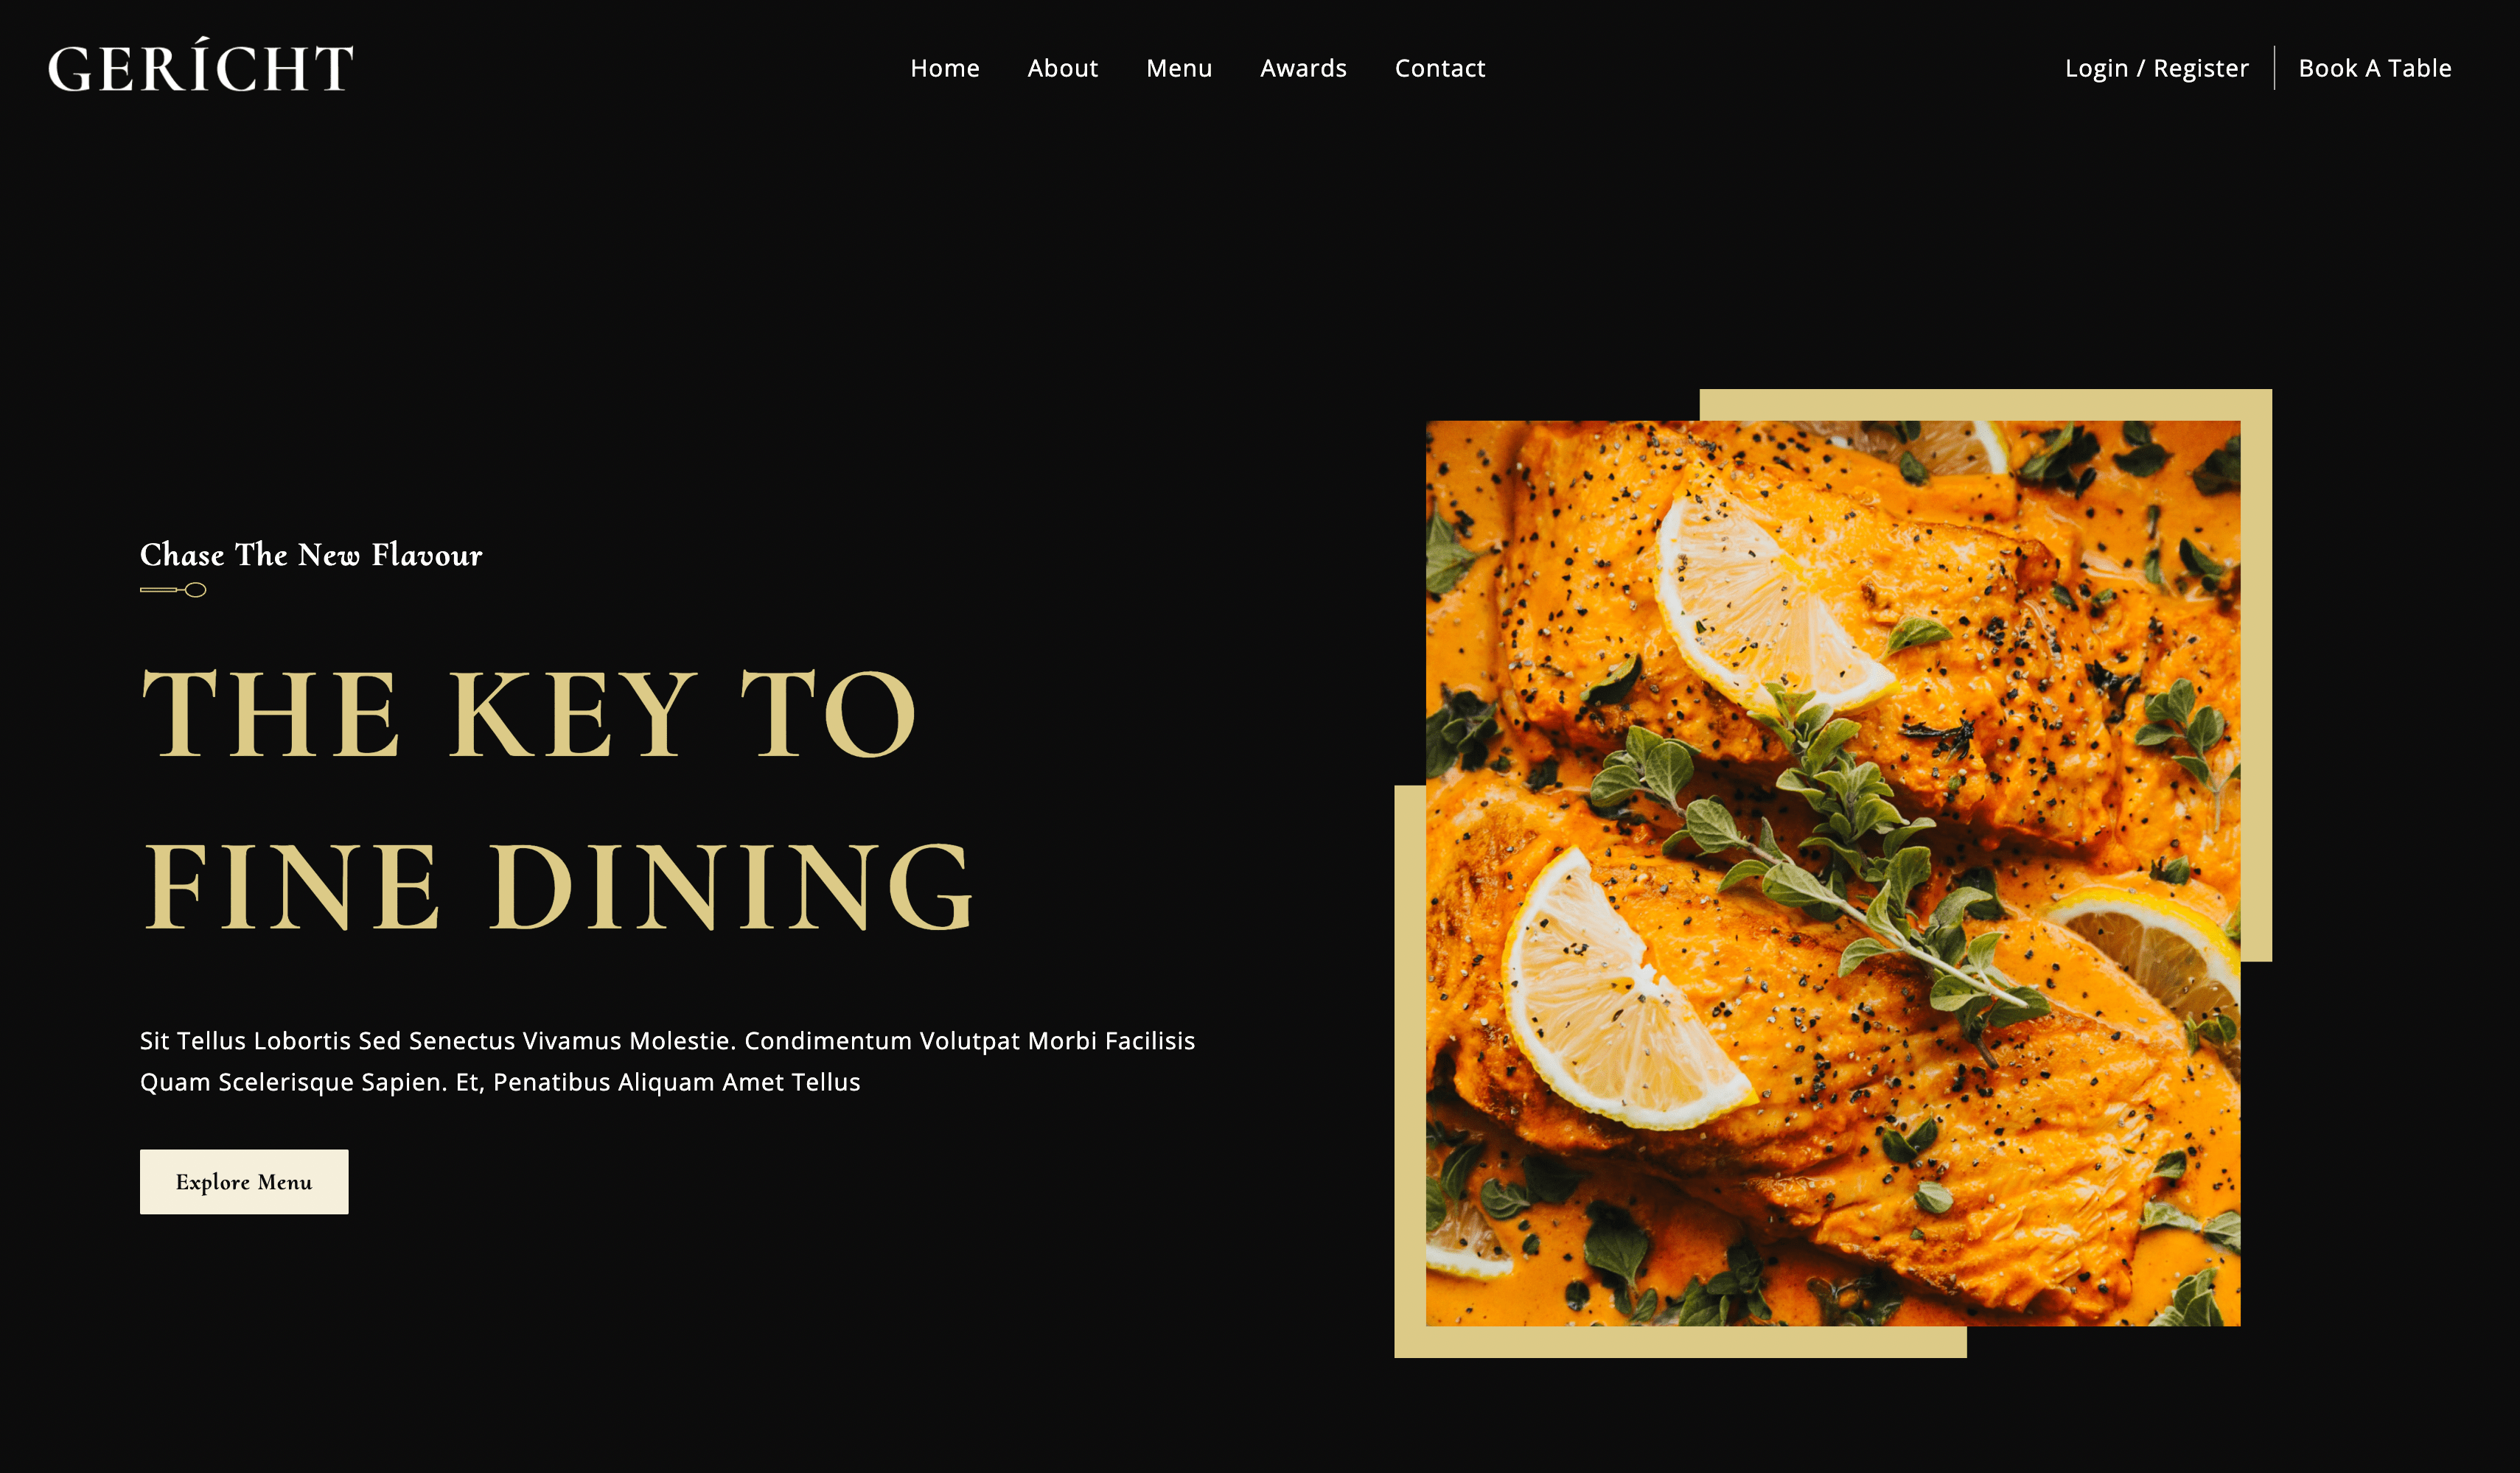 GERÍCHT
Home About Menu Awards Contact
Login / Register Book A Table
Chase The New Flavour
THE KEY TO
FINE DINING
Sit Tellus Lobortis Sed Senectus Vivamus Molestie. Condimentum Volutpat Morbi Facilisis
Quam Scelerisque Sapien. Et, Penatibus Aliquam Amet Tellus
Explore Menu